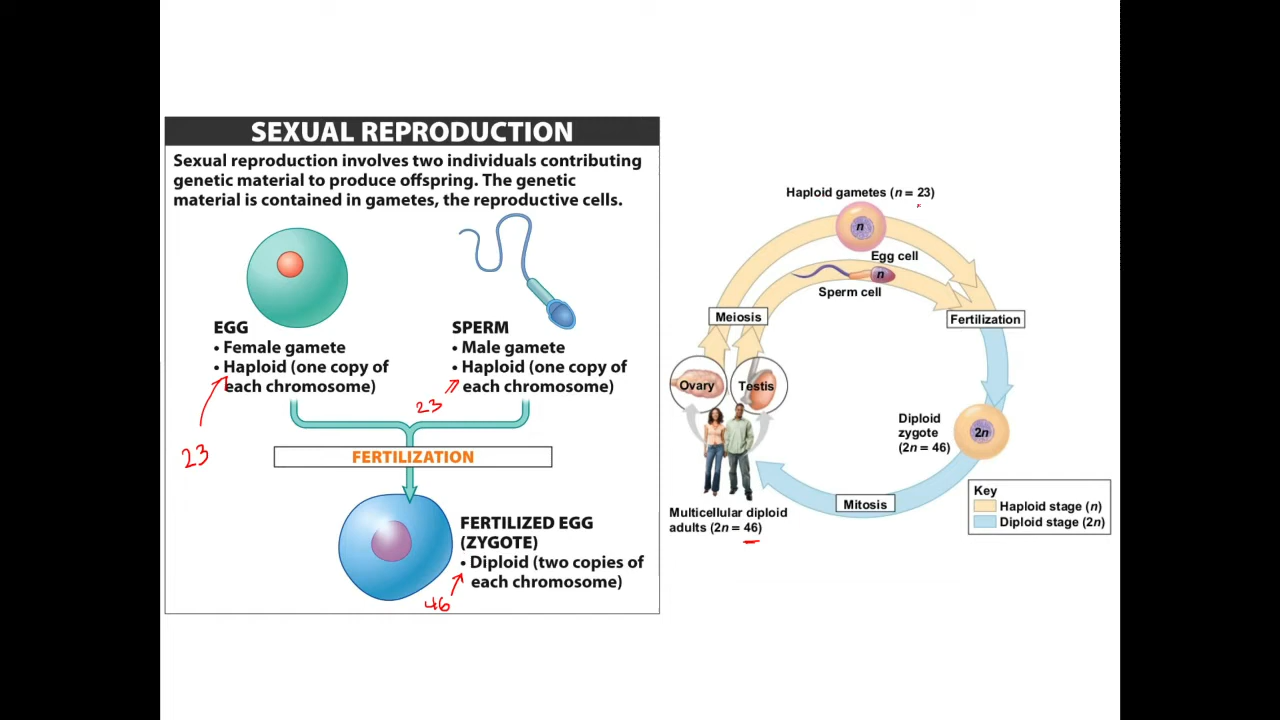 SEXUAL REPRODUCTION
Sexual reproduction involves two individuals contributing
genetic material to produce offspring. The genetic
material is contained in gametes, the reproductive cells.
EGG
• Female gamete
• Haploid (one copy of
each chromosome)
23
SPERM
• Male gamete
• Haploid (one copy of
each chromosome)
23
FERTILIZATION
FERTILIZED EGG
(ZYGOTE)
• Diploid (two copies of
each chromosome)
46
Haploid gametes (n = 23)
n
Egg cell
n
Sperm cell
Meiosis
Fertilization
Ovary
Testis
Diploid
zygote
(2n = 46)
2n
Mitosis
Multicellular diploid
adults (2n = 46)
Key
Haploid stage (n)
Diploid stage (2n)